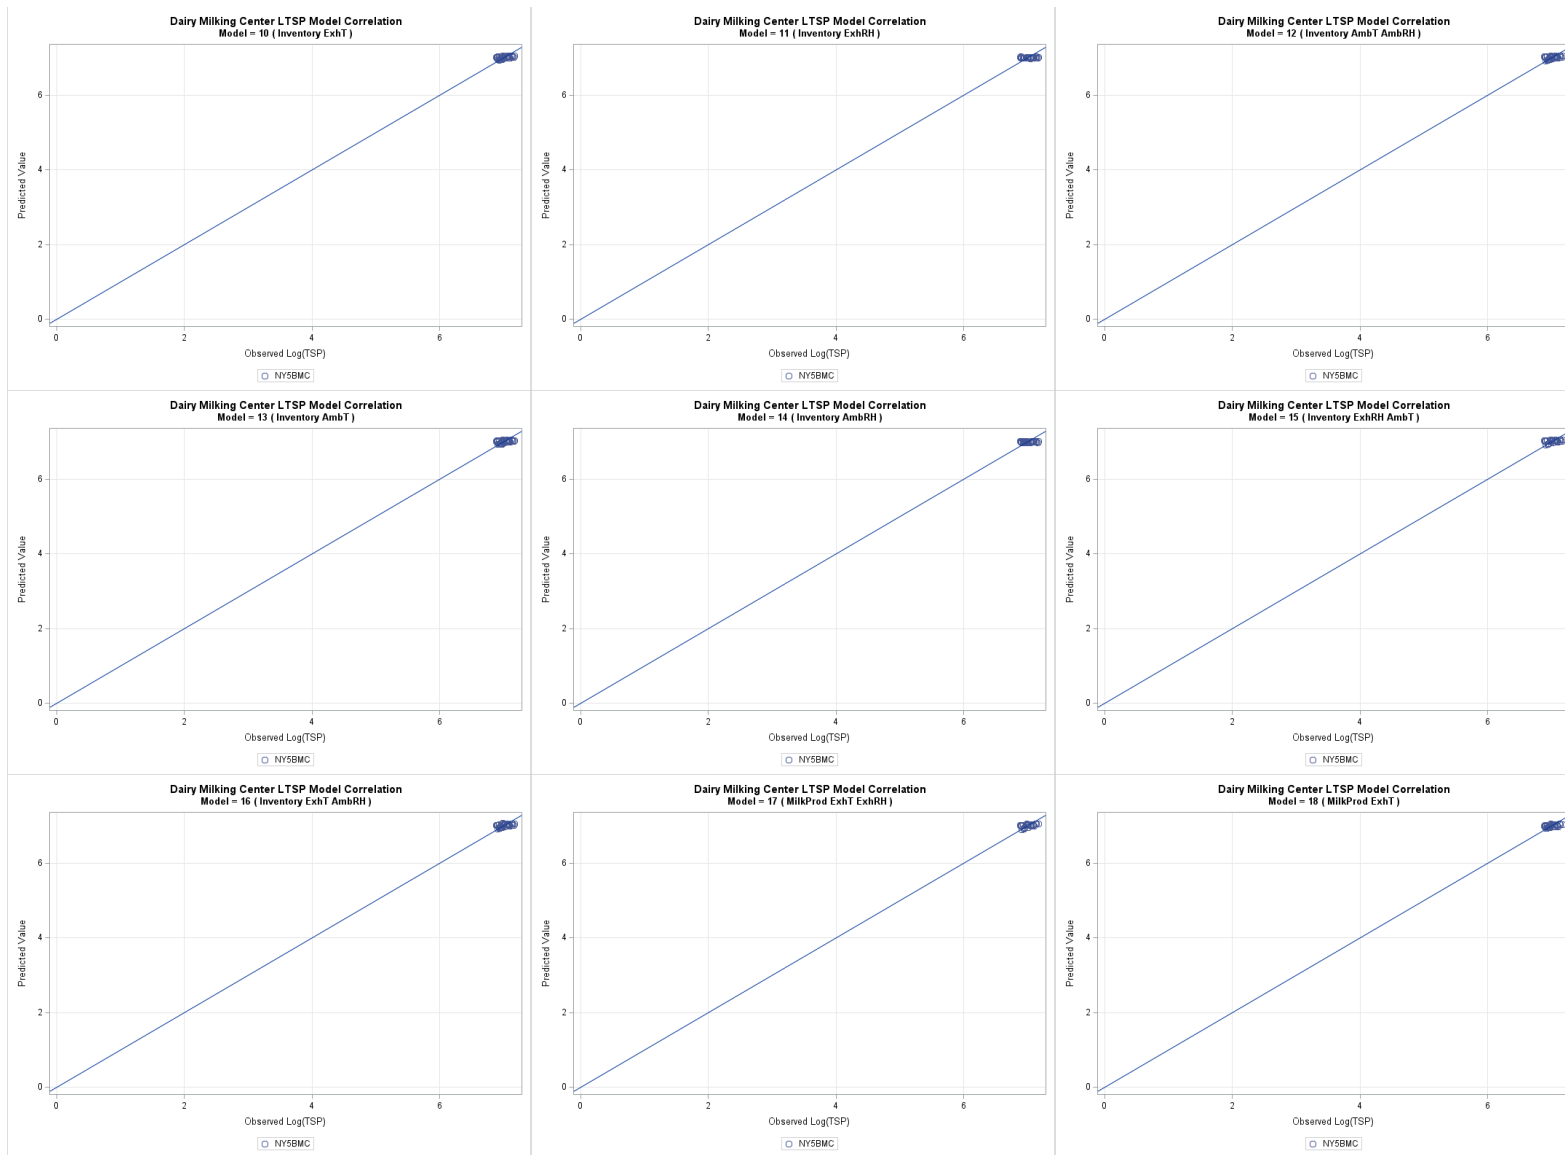 Dairy Milking Center LTSP Model Correlation
Model = 10 ( Inventory ExhT )
Predicted Value
6
4
2
0
0 2 4 6
Observed Log(TSP)
NY5BMC
Dairy Milking Center LTSP Model Correlation
Model = 11 ( Inventory ExhRH )
Predicted Value
6
4
2
0
0 2 4 6
Observed Log(TSP)
NY5BMC
Dairy Milking Center LTSP Model Correlation
Model = 12 ( Inventory AmbT AmbRH )
Predicted Value
6
4
2
0
0 2 4 6
Observed Log(TSP)
NY5BMC
Dairy Milking Center LTSP Model Correlation
Model = 13 ( Inventory AmbT )
Predicted Value
6
4
2
0
0 2 4 6
Observed Log(TSP)
NY5BMC
Dairy Milking Center LTSP Model Correlation
Model = 14 ( Inventory AmbRH )
Predicted Value
6
4
2
0
0 2 4 6
Observed Log(TSP)
NY5BMC
Dairy Milking Center LTSP Model Correlation
Model = 15 ( Inventory ExhRH AmbT )
Predicted Value
6
4
2
0
0 2 4 6
Observed Log(TSP)
NY5BMC
Dairy Milking Center LTSP Model Correlation
Model = 16 ( Inventory ExhT AmbRH )
Predicted Value
6
4
2
0
0 2 4 6
Observed Log(TSP)
NY5BMC
Dairy Milking Center LTSP Model Correlation
Model = 17 ( MilkProd ExhT ExhRH )
Predicted Value
6
4
2
0
0 2 4 6
Observed Log(TSP)
NY5BMC
Dairy Milking Center LTSP Model Correlation
Model = 18 ( MilkProd ExhT )
Predicted Value
6
4
2
0
0 2 4 6
Observed Log(TSP)
NY5BMC